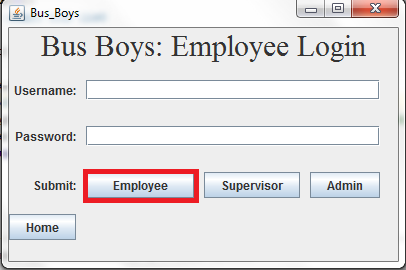 Bus_Boys
Bus Boys: Employee Login
Username:
Password:
Submit: Employee Supervisor Admin
Home